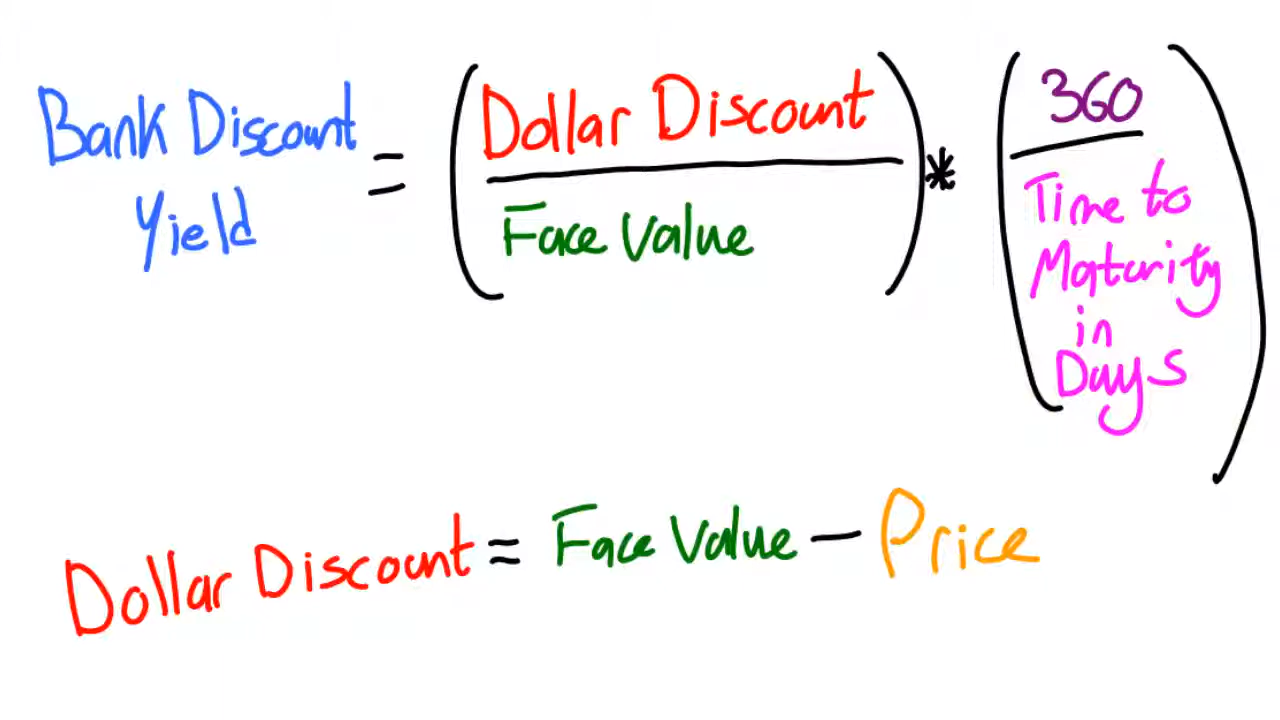 Bank Discount
Yield
=
(Dollar Discount
Face Value)
*
(360
Time to
Maturity
in
Days)
Dollar Discount = Face Value - Price